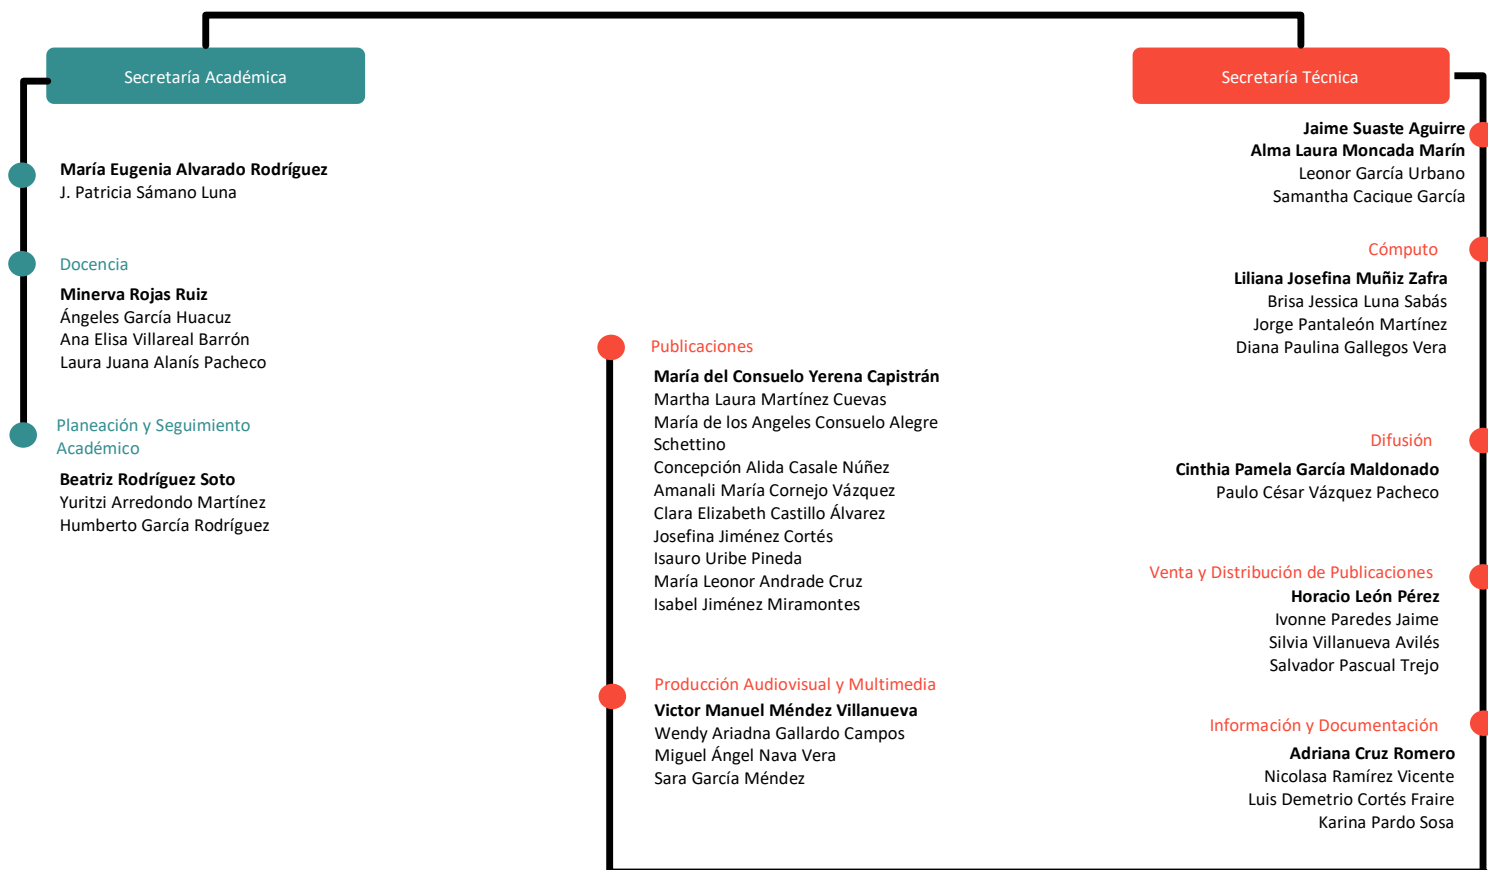 Secretaría Académica
María Eugenia Alvarado Rodríguez
J. Patricia Sámano Luna
Docencia
Minerva Rojas Ruiz
Ángeles García Huacuz
Ana Elisa Villareal Barrón
Laura Juana Alanís Pacheco
Planeación y Seguimiento
Académico
Beatriz Rodríguez Soto
Yuritzi Arredondo Martínez
Humberto García Rodríguez
Publicaciones
María del Consuelo Yerena Capistrán
Martha Laura Martínez Cuevas
María de los Angeles Consuelo Alegre
Schettino
Concepción Alida Casale Núñez
Amanali María Cornejo Vázquez
Clara Elizabeth Castillo Álvarez
Josefina Jiménez Cortés
Isauro Uribe Pineda
María Leonor Andrade Cruz
Isabel Jiménez Miramontes
Producción Audiovisual y Multimedia
Victor Manuel Méndez Villanueva
Wendy Ariadna Gallardo Campos
Miguel Ángel Nava Vera
Sara García Méndez
Secretaría Técnica
Jaime Suaste Aguirre
Alma Laura Moncada Marín
Leonor García Urbano
Samantha Cacique García
Cómputo
Liliana Josefina Muñiz Zafra
Brisa Jessica Luna Sabás
Jorge Pantaleón Martínez
Diana Paulina Gallegos Vera
Difusión
Cinthia Pamela García Maldonado
Paulo César Vázquez Pacheco
Venta y Distribución de Publicaciones
Horacio León Pérez
Ivonne Paredes Jaime
Silvia Villanueva Avilés
Salvador Pascual Trejo
Información y Documentación
Adriana Cruz Romero
Nicolasa Ramírez Vicente
Luis Demetrio Cortés Fraire
Karina Pardo Sosa